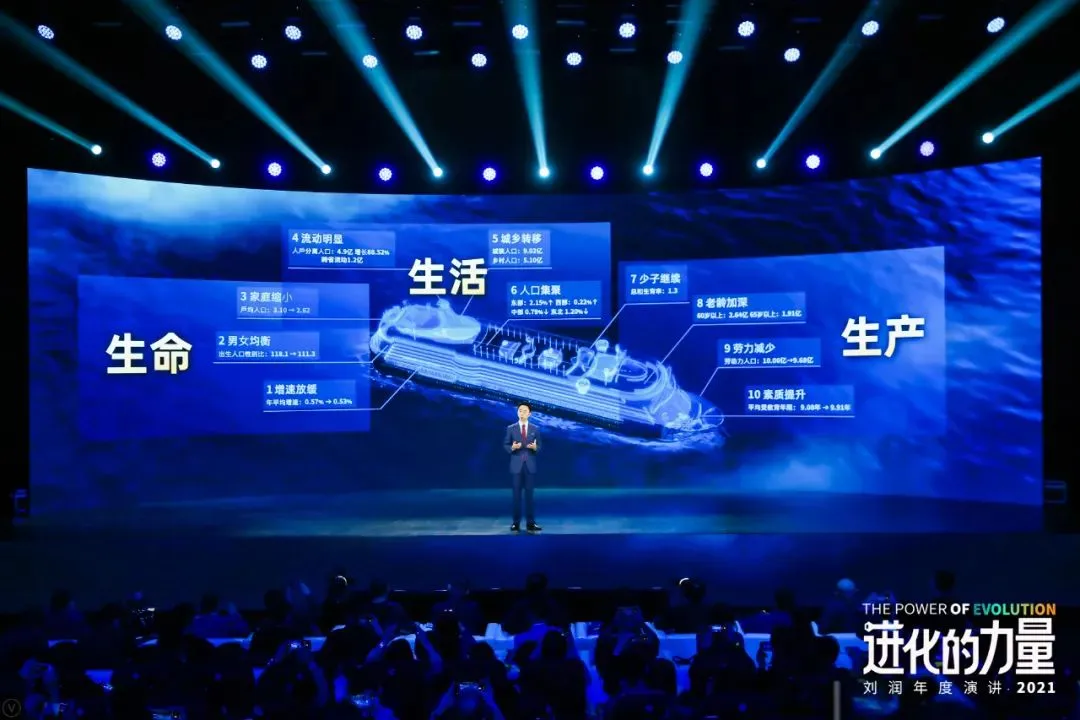 4 流动明显
人户分离人口：4.9亿 增长88.52%
跨省流动1.2亿
5 城乡转移
城镇人口：9.02亿
乡村人口：5.10亿
生活
3 家庭缩小
户均人口：3.10→2.62
6 人口集聚
东部：2.15%↑ 西部：0.22%↑
中部 0.79%↓ 东北 1.20%↓
7 少子继续
总和生育率：1.3
8 老龄加深
60岁以上：2.64亿 65岁以上：1.91亿
生命
2 男女均衡
出生人口性别比：118.1→111.3
生产
9 劳力减少
劳动力人口：10.06亿→9.68亿
1 增速放缓
年平均增速：0.57%→0.53%
10 素质提升
平均受教育年限：9.08年→9.91年
THE POWER OF EVOLUTION
进化的力量
刘润年度演讲·2021